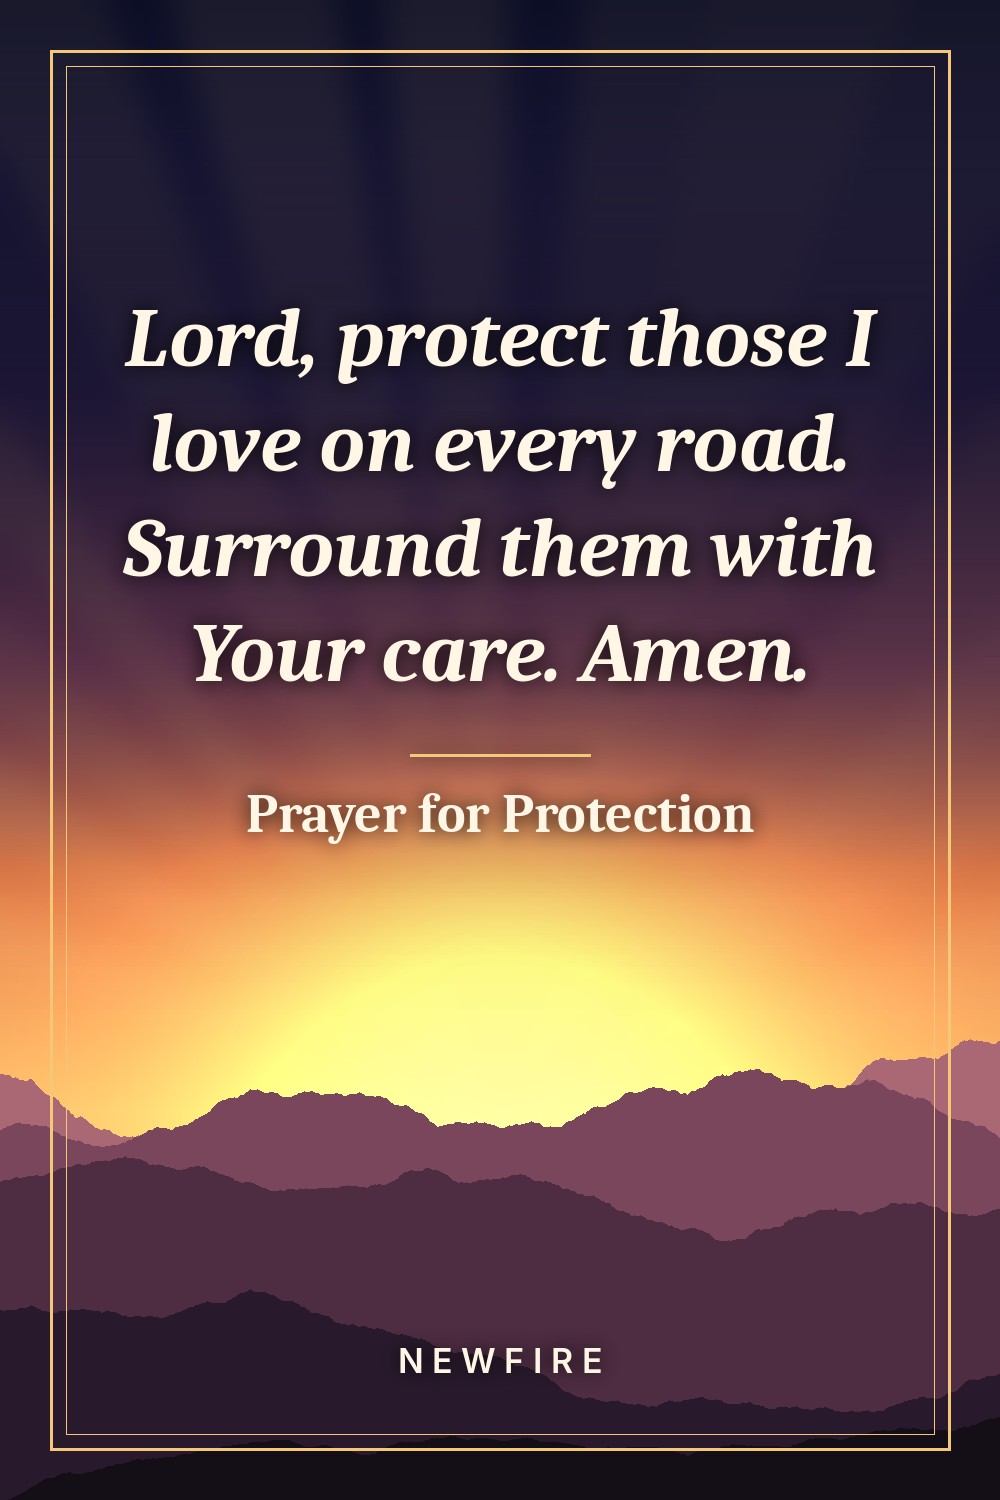 Lord, protect those I
love on every road.
Surround them with
Your care. Amen.
Prayer for Protection
NEWFIRE